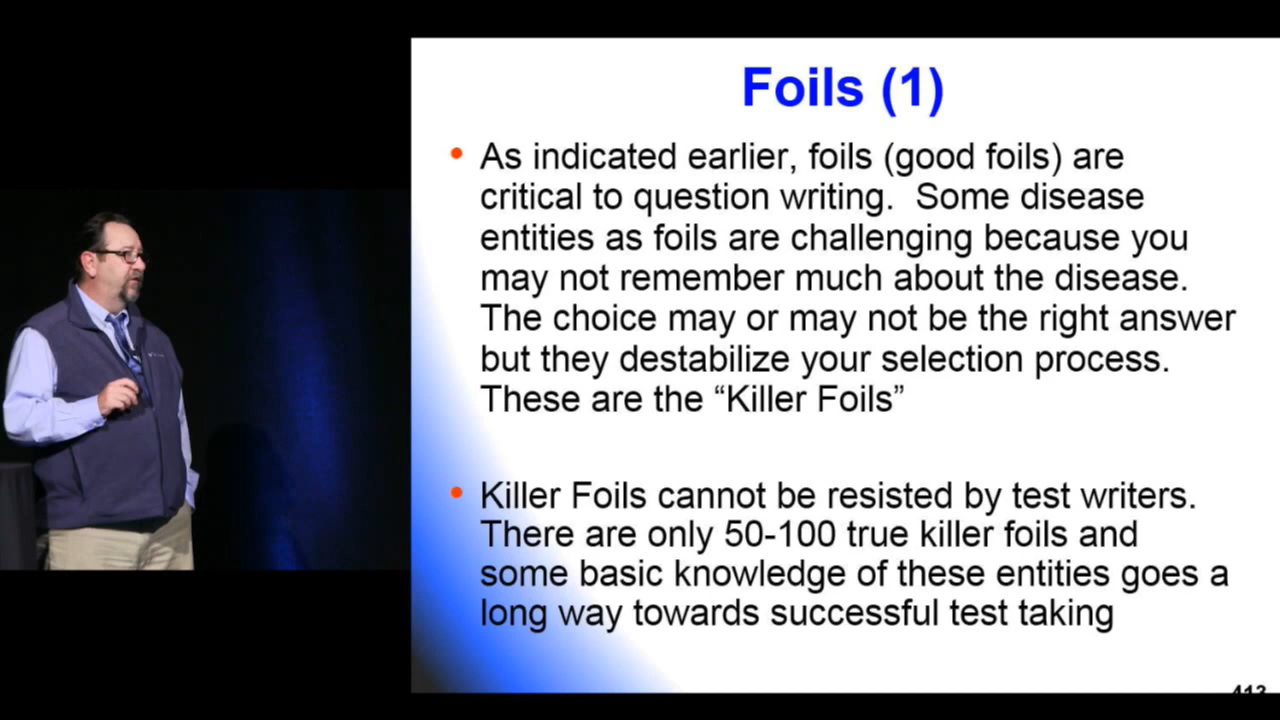 Foils (1)
• As indicated earlier, foils (good foils) are
critical to question writing.  Some disease
entities as foils are challenging because you
may not remember much about the disease.
The choice may or may not be the right answer
but they destabilize your selection process.
These are the “Killer Foils”
• Killer Foils cannot be resisted by test writers.
There are only 50-100 true killer foils and
some basic knowledge of these entities goes a
long way towards successful test taking